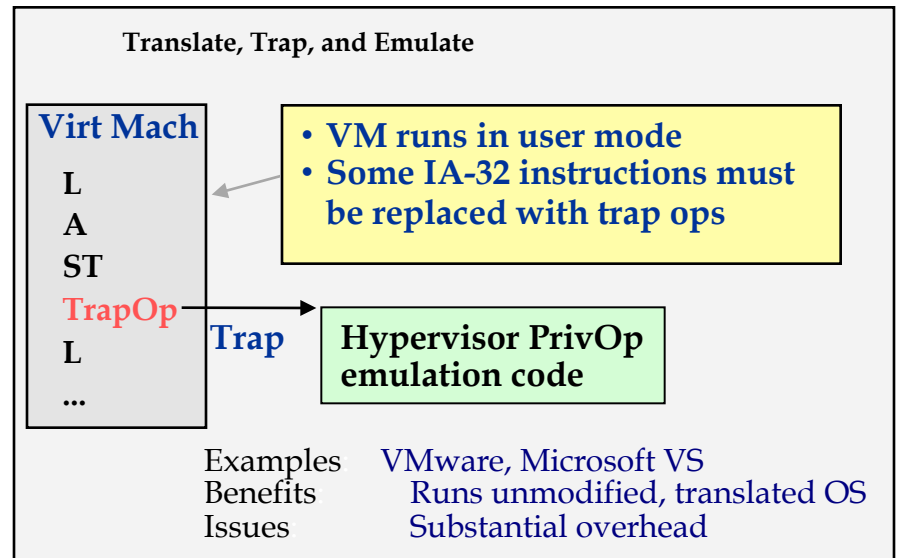 Translate, Trap, and Emulate
Virt Mach
L
A
ST
TrapOp
L
...
• VM runs in user mode
• Some IA-32 instructions must
be replaced with trap ops
Trap
Hypervisor PrivOp
emulation code
Examples VMware, Microsoft VS
Benefits Runs unmodified, translated OS
Issues Substantial overhead